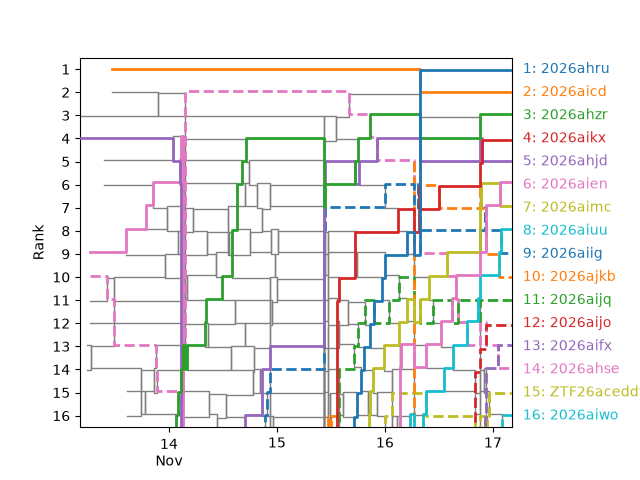 1
2
3
4
5
6
7
8
9
10
11
12
13
14
15
16
Rank
14
15
16
17
Nov
1: 2026ahru
2: 2026aicd
3: 2026ahzr
4: 2026aikx
5: 2026ahjd
6: 2026aien
7: 2026aimc
8: 2026aiuu
9: 2026aiig
10: 2026ajkb
11: 2026aijq
12: 2026aijo
13: 2026aifx
14: 2026ahse
15: ZTF26acedd
16: 2026aiwo